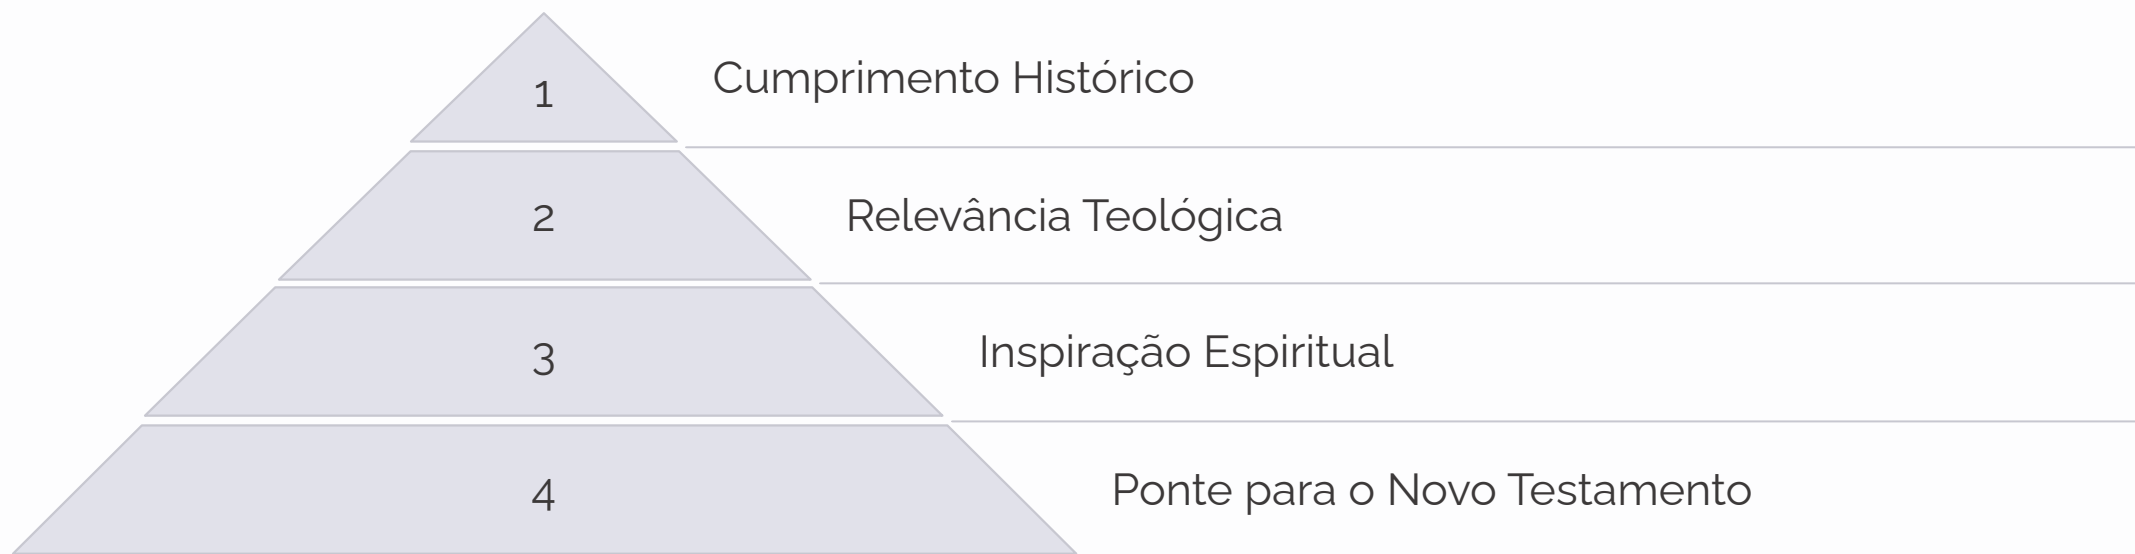 1 Cumprimento Histórico
2 Relevância Teológica
3 Inspiração Espiritual
4 Ponte para o Novo Testamento